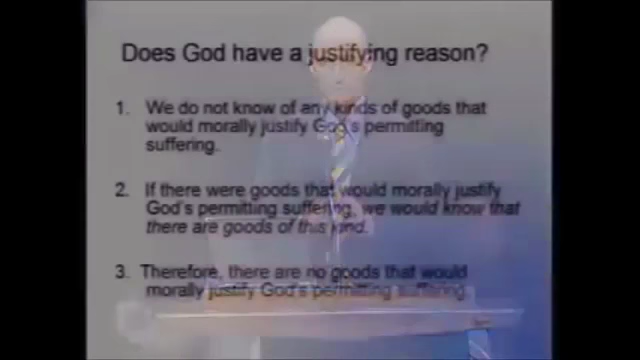 Does God have a justifying reason?
1. We do not know of any kinds of goods that
would morally justify God's permitting
suffering.
2. If there were goods that would morally justify
God's permitting suffering, we would know that
there are goods of this kind.
3. Therefore, there are no goods that would
morally justify God's permitting suffering.